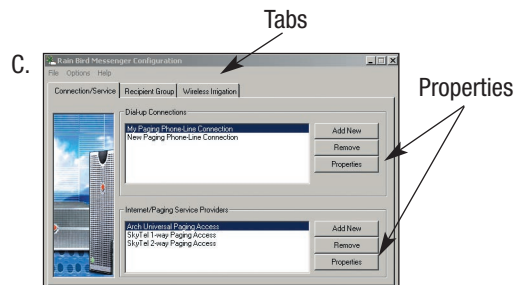 Tabs
C.
Rain Bird Messenger Configuration
File Options Help
Connection/Service Recipient Group Wireless Irrigation
Properties
Dial-up Connections
My Paging Phone-Line Connection
New Paging Phone-Line Connection
Add New
Remove
Properties
Internet/Paging Service Providers
Arch Universal Paging Access
SkyTel 1-way Paging Access
SkyTel 2-way Paging Access
Add New
Remove
Properties